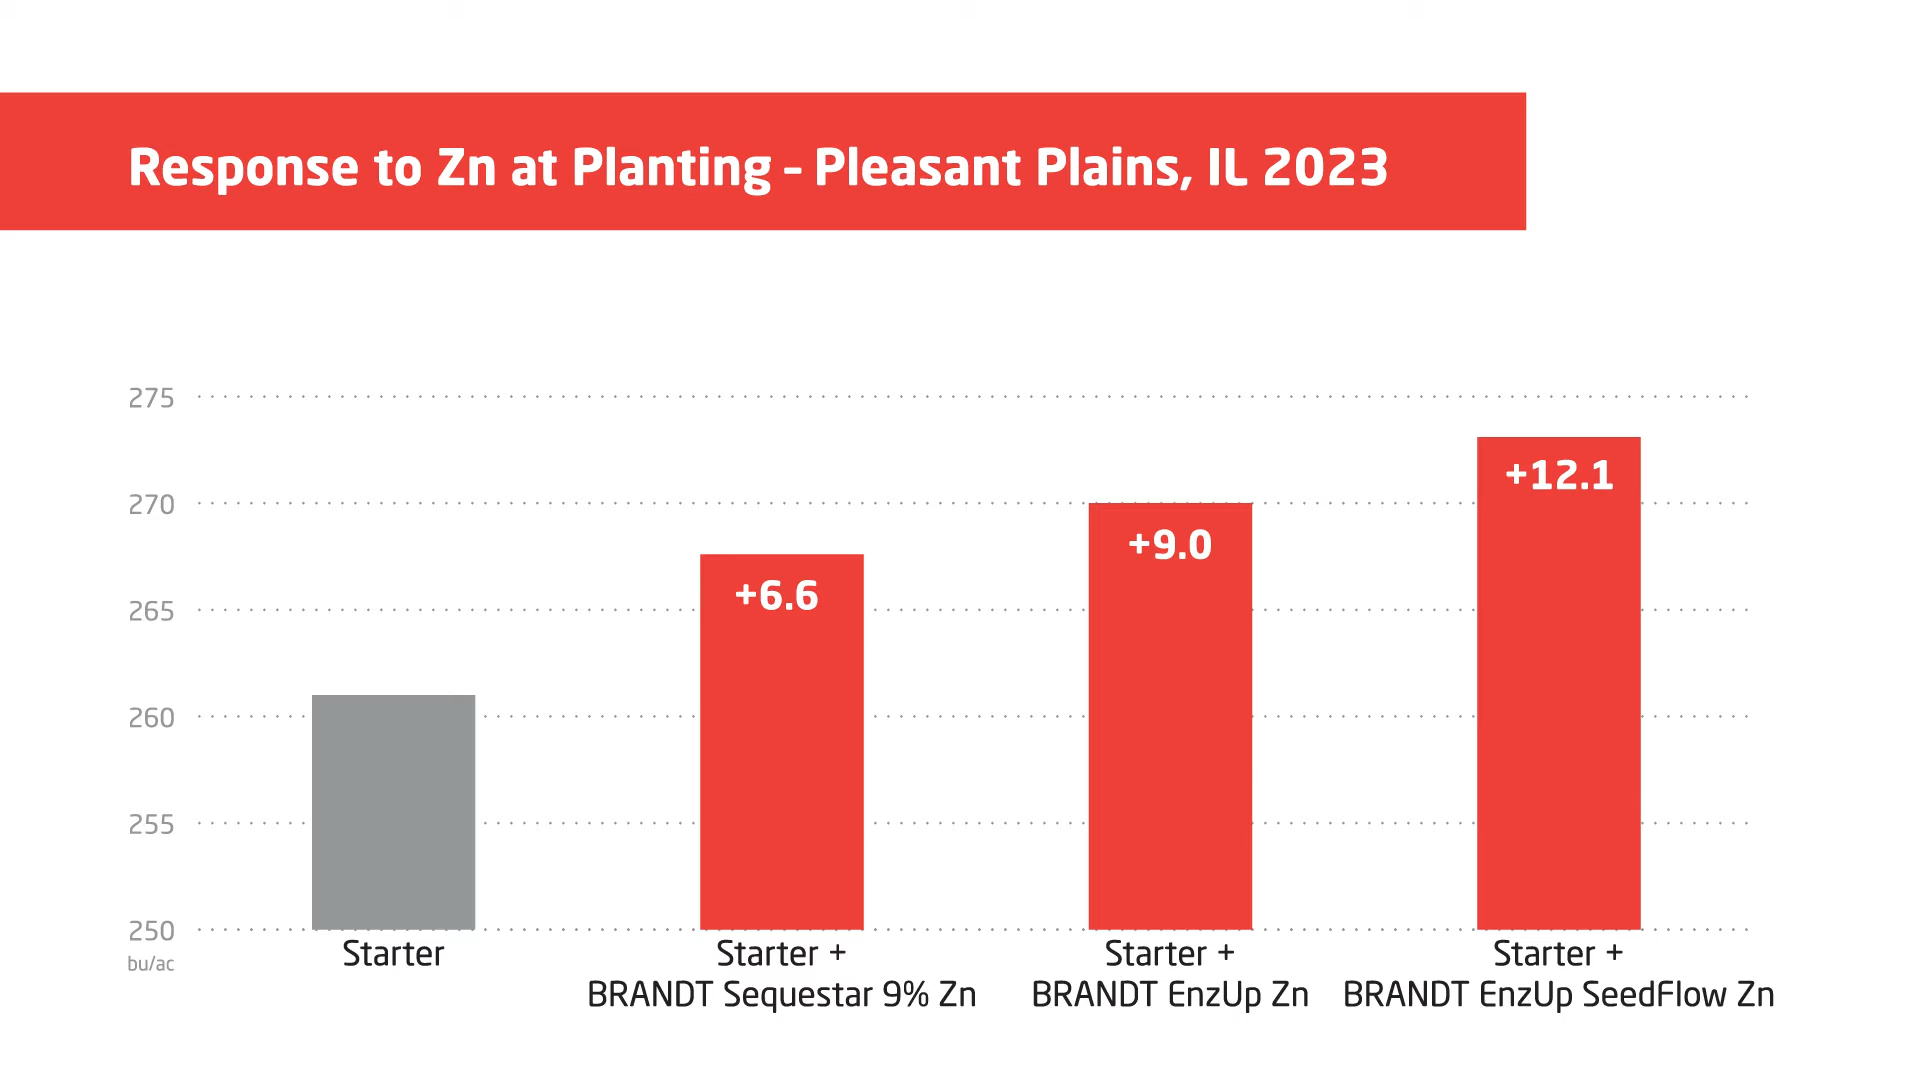 Response to Zn at Planting – Pleasant Plains, IL 2023
275
270
265
260
255
250
bu/ac
+6.6
+9.0
+12.1
Starter
Starter +
BRANDT Sequestar 9% Zn
Starter +
BRANDT EnzUp Zn
Starter +
BRANDT EnzUp SeedFlow Zn